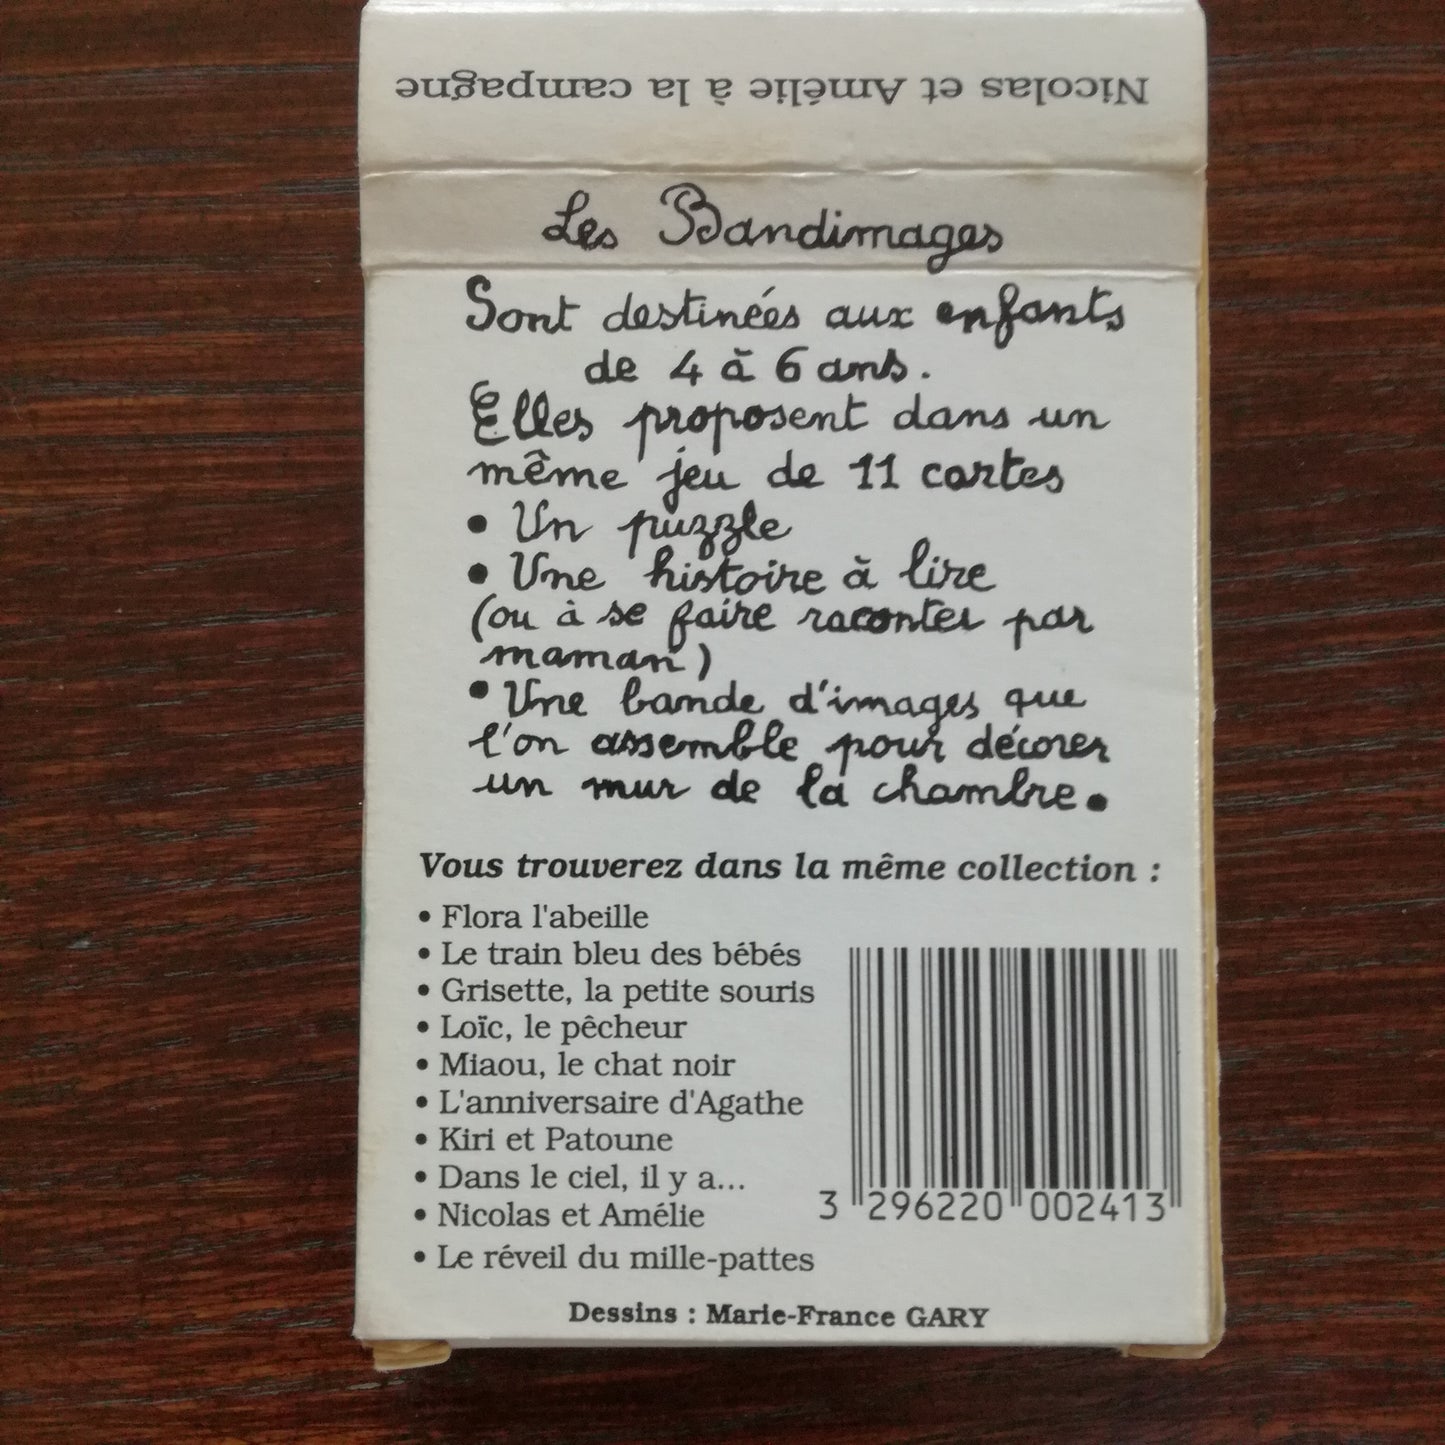 Nicolas et Amélie à la campagne
Les Bandimages
Sont destinées aux enfants
de 4 à 6 ans.
Elles proposent dans un
même jeu de 11 cartes
• Un puzzle
• Une histoire à lire
(ou à se faire raconter par
maman)
• Une bande d'images que
l'on assemble pour décorer
un mur de la chambre.
Vous trouverez dans la même collection :
• Flora l'abeille
• Le train bleu des bébés
• Grisette, la petite souris
• Loïc, le pêcheur
• Miaou, le chat noir
• L'anniversaire d'Agathe
• Kiri et Patoune
• Dans le ciel, il y a...
• Nicolas et Amélie
• Le réveil du mille-pattes
3 296220 002413
Dessins : Marie-France GARY